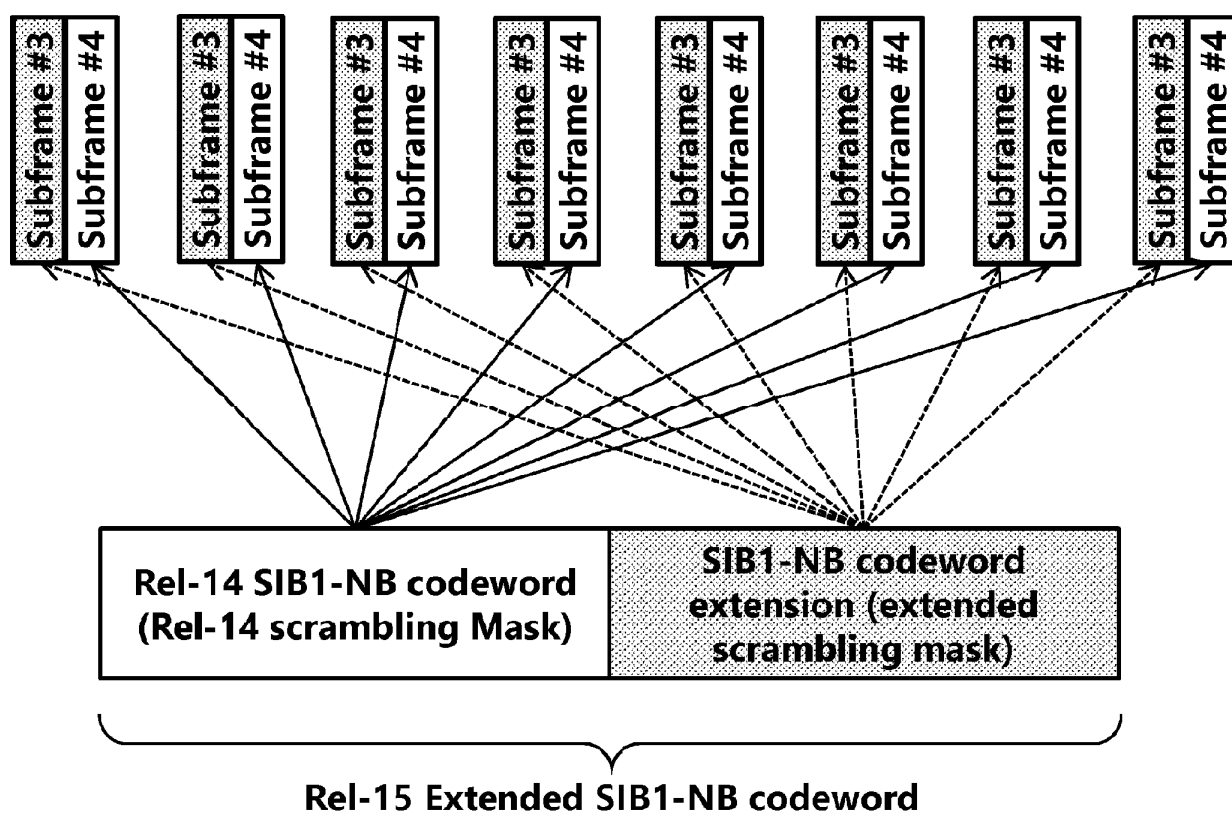 Subframe #3
Subframe #4
Subframe #3
Subframe #4
Subframe #3
Subframe #4
Subframe #3
Subframe #4
Subframe #3
Subframe #4
Subframe #3
Subframe #4
Subframe #3
Subframe #4
Subframe #3
Subframe #4
Rel-14 SIB1-NB codeword
(Rel-14 scrambling Mask)
SIB1-NB codeword
extension (extended
scrambling mask)
Rel-15 Extended SIB1-NB codeword